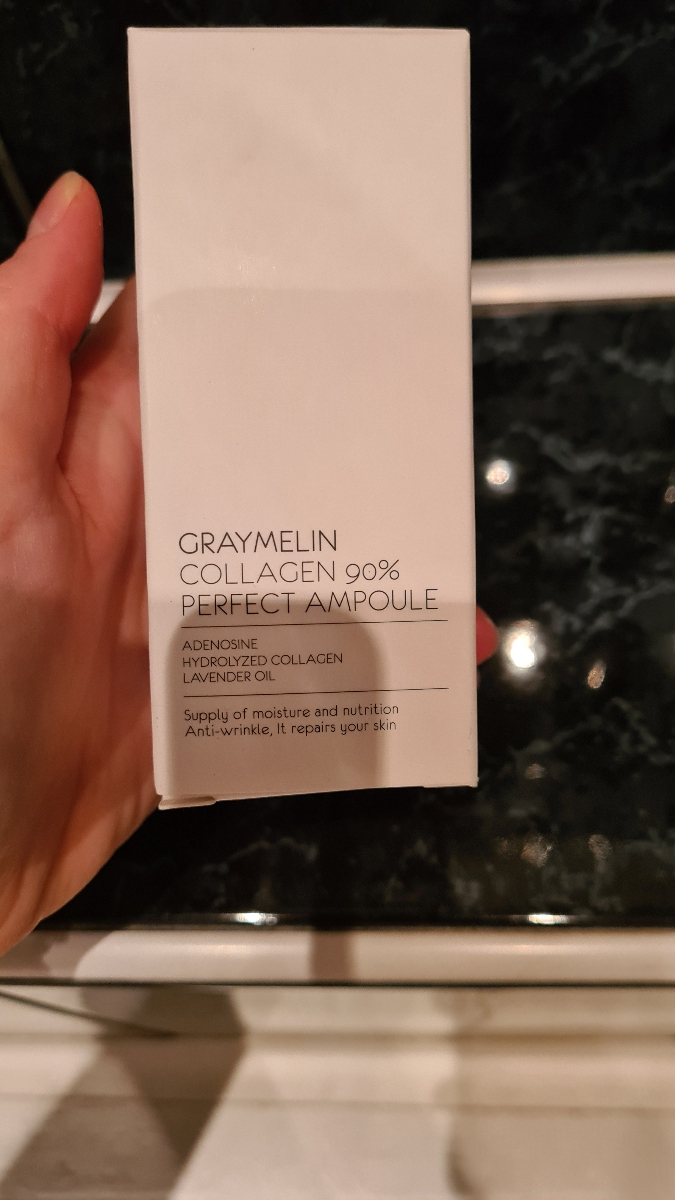 GRAYMELIN
COLLAGEN 90%
PERFECT AMPOULE
ADENOSINE
HYDROLYZED COLLAGEN
LAVENDER OIL
Supply of moisture and nutrition
Anti-wrinkle, It repairs your skin